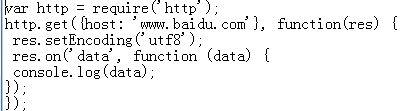 var http = require('http');
http.get({host: 'www.baidu.com'}, function(res) {
 res.setEncoding('utf8');
 res.on('data', function (data) {
 console.log(data);
});
});